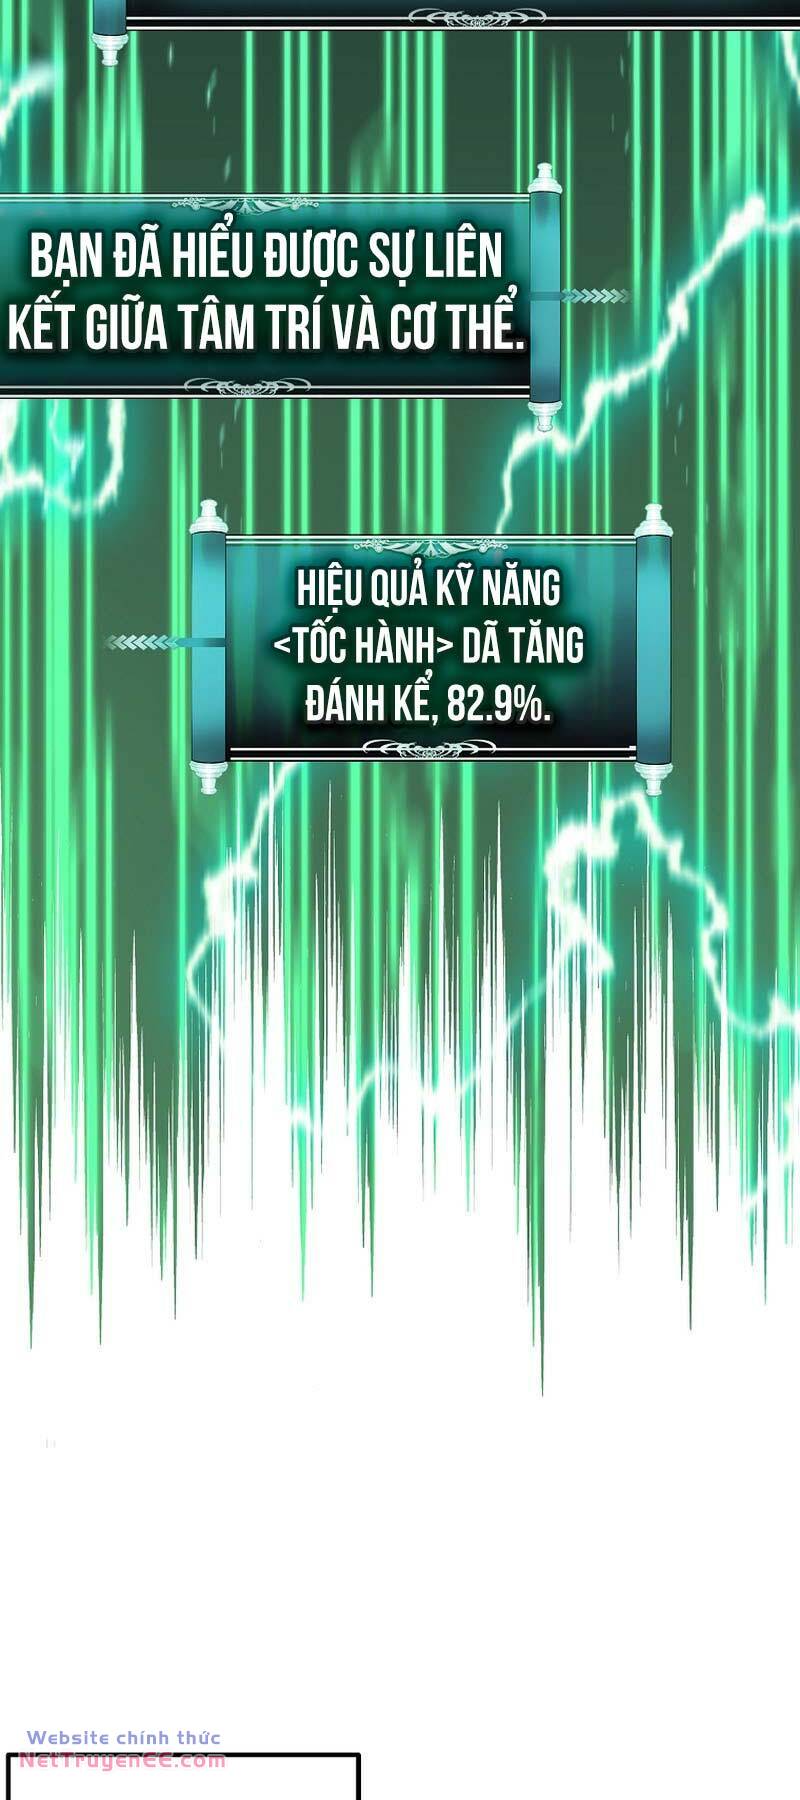 BẠN ĐÃ HIỂU ĐƯỢC SỰ LIÊN
KẾT GIỮA TÂM TRÍ VÀ CƠ THỂ.
HIỆU QUẢ KỸ NĂNG
<TỐC HÀNH> DÃ TĂNG
ĐÁNH KỂ, 82.9%.
Website chính thức
NetTruyenEE.com